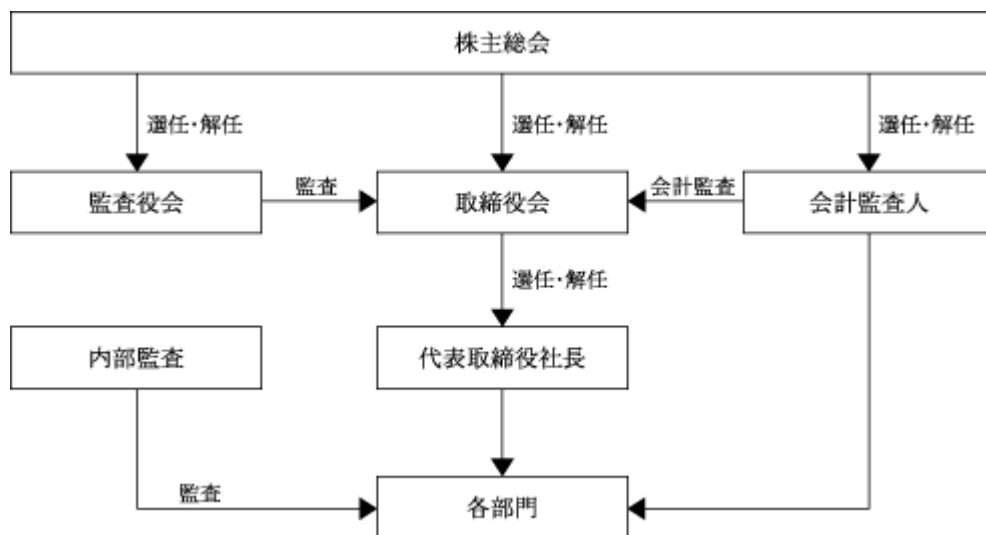 株主総会
選任・解任
選任・解任
選任・解任
監査役会
監査
取締役会
会計監査
会計監査人
選任・解任
内部監査
代表取締役社長
監査
各部門